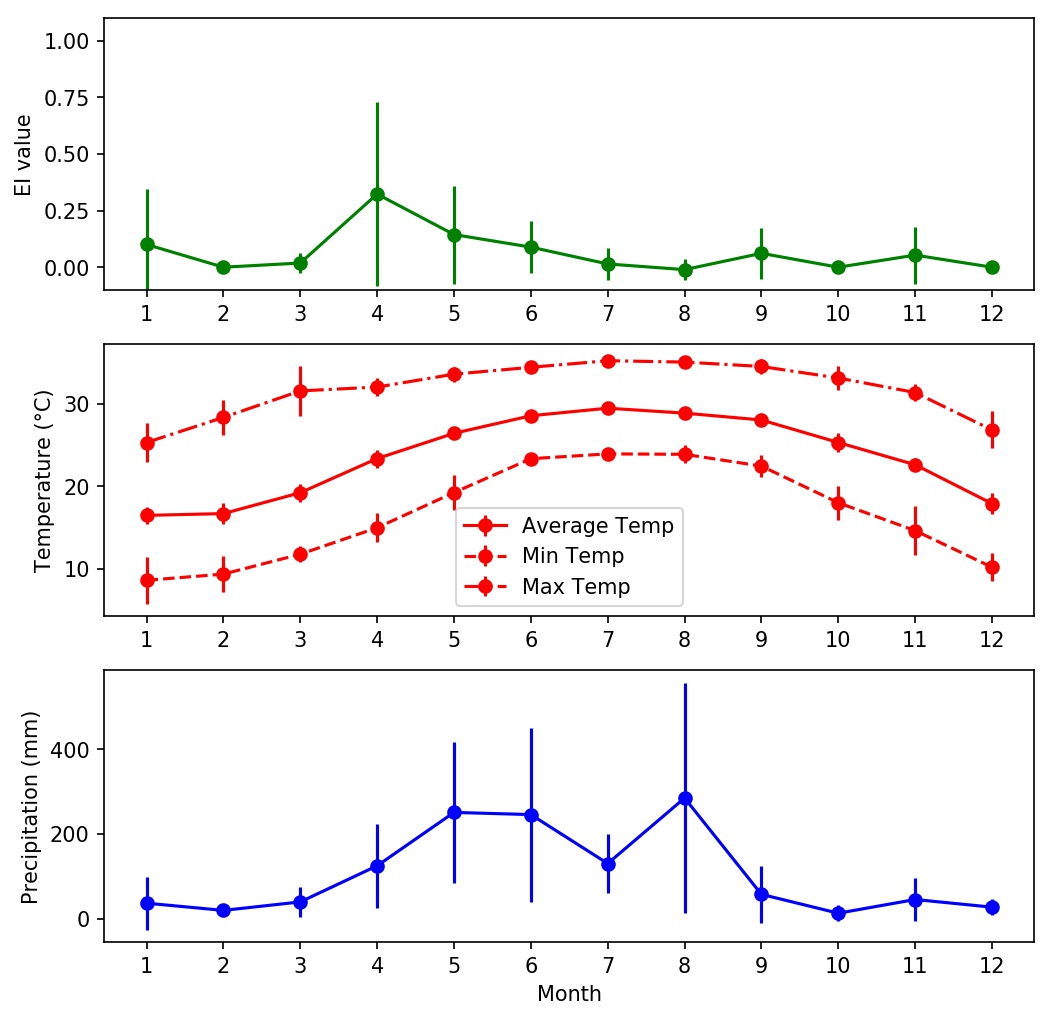 EI value
1.00
0.75
0.50
0.25
0.00
1 2 3 4 5 6 7 8 9 10 11 12
Temperature (°C)
30
20
10
Average Temp
Min Temp
Max Temp
1 2 3 4 5 6 7 8 9 10 11 12
Precipitation (mm)
400
200
0
1 2 3 4 5 6 7 8 9 10 11 12
Month